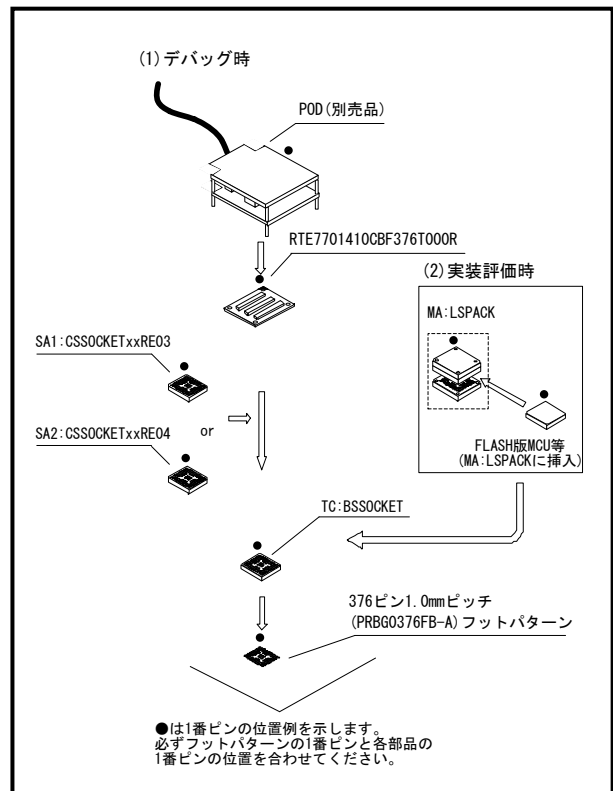 (1)デバッグ時
POD(別売品)
RTE7701410CBF376T000R
(2)実装評価時
MA:LSPACK
SA1:CSSOCKETxxRE03
or
SA2:CSSOCKETxxRE04
FLASH版MCU等
(MA:LSPACKに挿入)
TC:BSSOCKET
376ピン1.0mmピッチ
(PRBG0376FB-A)フットパターン
●は1番ピンの位置例を示します。
必ずフットパターンの1番ピンと各部品の
1番ピンの位置を合わせてください。